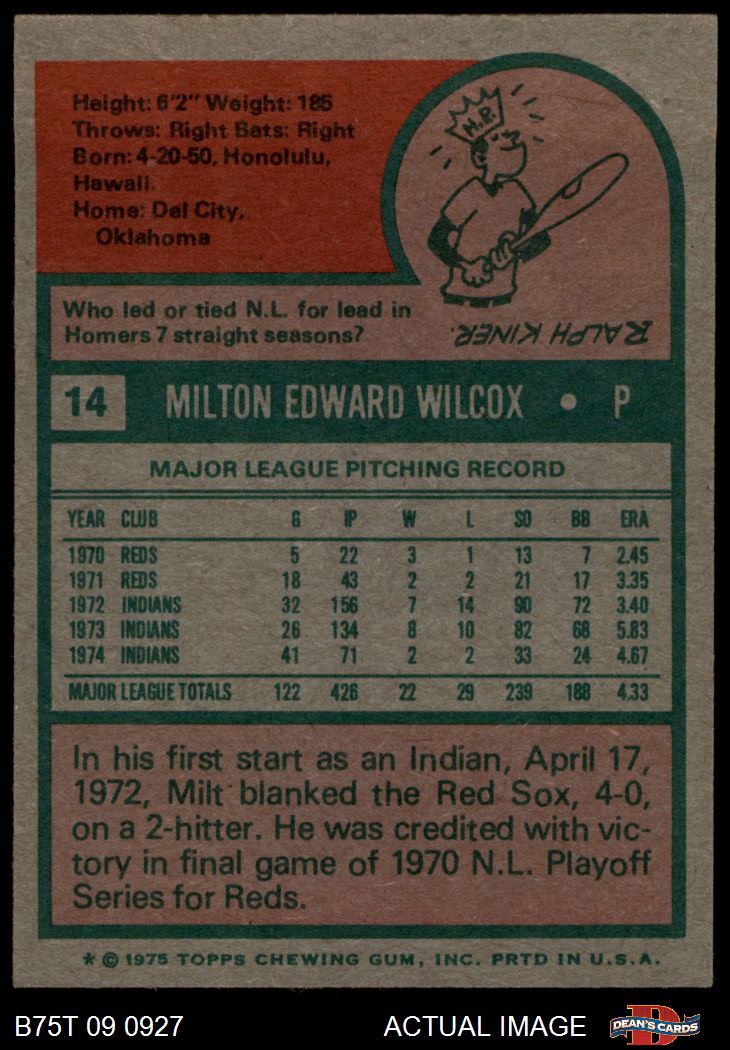 Height: 6'2" Weight: 185
Throws: Right Bats: Right
Born: 4-20-50, Honolulu,
Hawaii.
Home: Del City,
Oklahoma
H.R.
Who led or tied N.L. for lead in
Homers 7 straight seasons?
RALPH KINER.
14 MILTON EDWARD WILCOX • P
MAJOR LEAGUE PITCHING RECORD
YEAR CLUB G IP W L SO BB ERA
1970 REDS 5 22 3 1 13 7 2.45
1971 REDS 18 43 2 2 21 17 3.35
1972 INDIANS 32 156 7 14 90 72 3.40
1973 INDIANS 26 134 8 10 82 68 5.83
1974 INDIANS 41 71 2 2 33 24 4.67
MAJOR LEAGUE TOTALS 122 426 22 29 239 188 4.33
In his first start as an Indian, April 17,
1972, Milt blanked the Red Sox, 4-0,
on a 2-hitter. He was credited with vic-
tory in final game of 1970 N.L. Playoff
Series for Reds.
* © 1975 TOPPS CHEWING GUM, INC. PRTD IN U.S.A.
B75T 09 0927 ACTUAL IMAGE DEAN'S CARDS